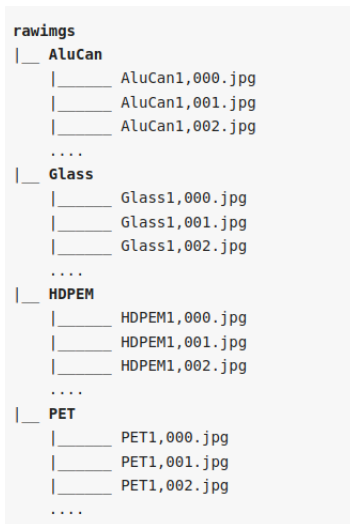 rawimgs
|__ AluCan
|______ AluCan1,000.jpg
|______ AluCan1,001.jpg
|______ AluCan1,002.jpg
....
|__ Glass
|______ Glass1,000.jpg
|______ Glass1,001.jpg
|______ Glass1,002.jpg
....
|__ HDPEM
|______ HDPEM1,000.jpg
|______ HDPEM1,001.jpg
|______ HDPEM1,002.jpg
....
|__ PET
|______ PET1,000.jpg
|______ PET1,001.jpg
|______ PET1,002.jpg
....